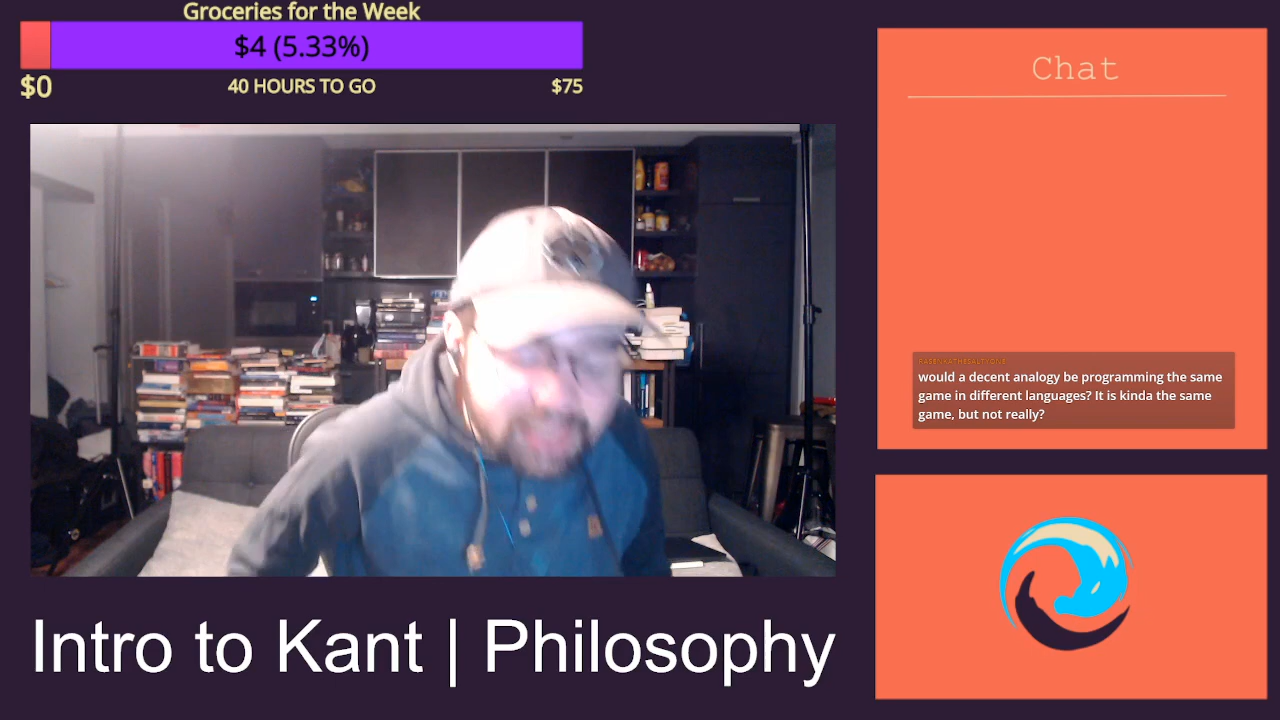 Groceries for the Week
$4 (5.33%)
$0
40 HOURS TO GO
$75
Chat
would a decent analogy be programming the same
game in different languages? It is kinda the same
game, but not really?
Intro to Kant | Philosophy